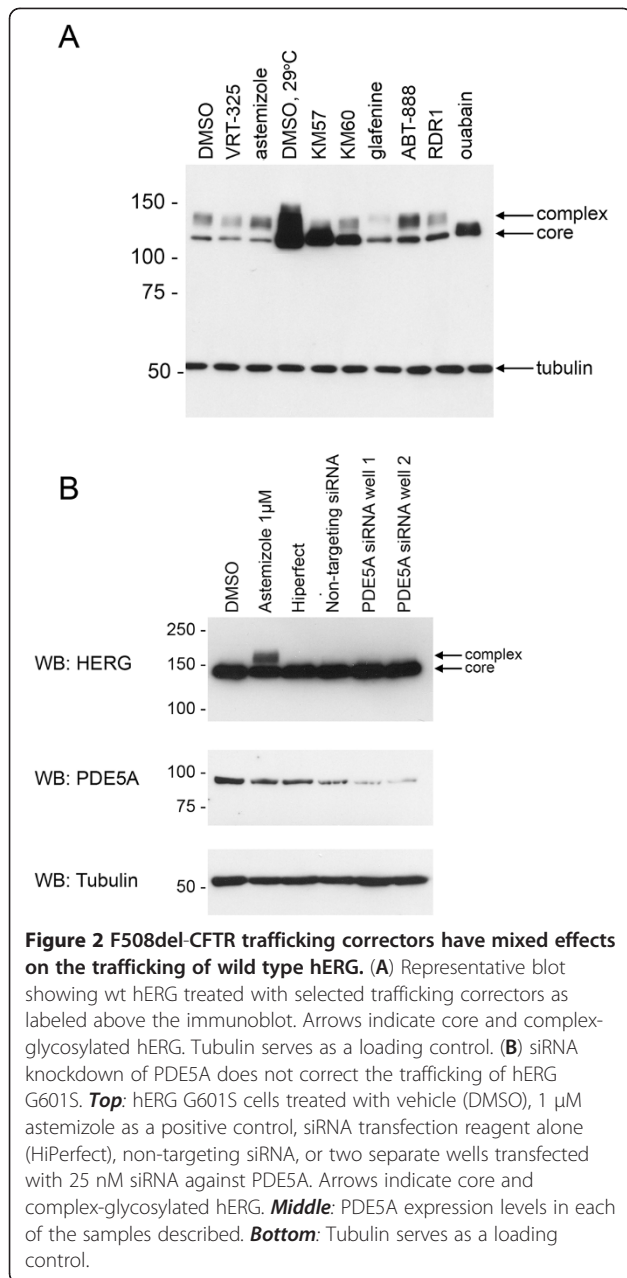 A
DMSO
VRT-325
astemizole
DMSO, 29°C
KM57
KM60
glafenine
ABT-888
RDR1
ouabain
150 -
100 -
75 -
50 -
complex
core
tubulin
B
DMSO
Astemizole 1µM
Hiperfect
Non-targeting siRNA
PDE5A siRNA well 1
PDE5A siRNA well 2
WB: HERG
250 -
150 -
100 -
complex
core
WB: PDE5A
100 -
75 -
WB: Tubulin
50 -
Figure 2 F508del-CFTR trafficking correctors have mixed effects
on the trafficking of wild type hERG. (A) Representative blot
showing wt hERG treated with selected trafficking correctors as
labeled above the immunoblot. Arrows indicate core and complex-
glycosylated hERG. Tubulin serves as a loading control. (B) siRNA
knockdown of PDE5A does not correct the trafficking of hERG
G601S. Top: hERG G601S cells treated with vehicle (DMSO), 1 µM
astemizole as a positive control, siRNA transfection reagent alone
(HiPerfect), non-targeting siRNA, or two separate wells transfected
with 25 nM siRNA against PDE5A. Arrows indicate core and
complex-glycosylated hERG. Middle: PDE5A expression levels in each
of the samples described. Bottom: Tubulin serves as a loading
control.